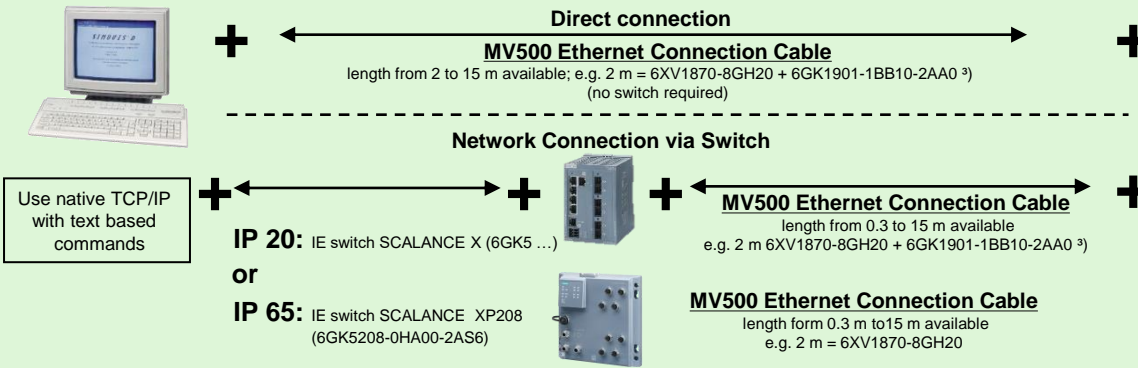 Direct connection
MV500 Ethernet Connection Cable
length from 2 to 15 m available; e.g. 2 m = 6XV1870-8GH20 + 6GK1901-1BB10-2AA0 ³)
(no switch required)
Network Connection via Switch
Use native TCP/IP
with text based
commands
IP 20: IE switch SCALANCE X (6GK5 …)
or
IP 65: IE switch SCALANCE XP208
(6GK5208-0HA00-2AS6)
MV500 Ethernet Connection Cable
length from 0.3 to 15 m available
e.g. 2 m 6XV1870-8GH20 + 6GK1901-1BB10-2AA0 ³)
MV500 Ethernet Connection Cable
length form 0.3 m to15 m available
e.g. 2 m = 6XV1870-8GH20